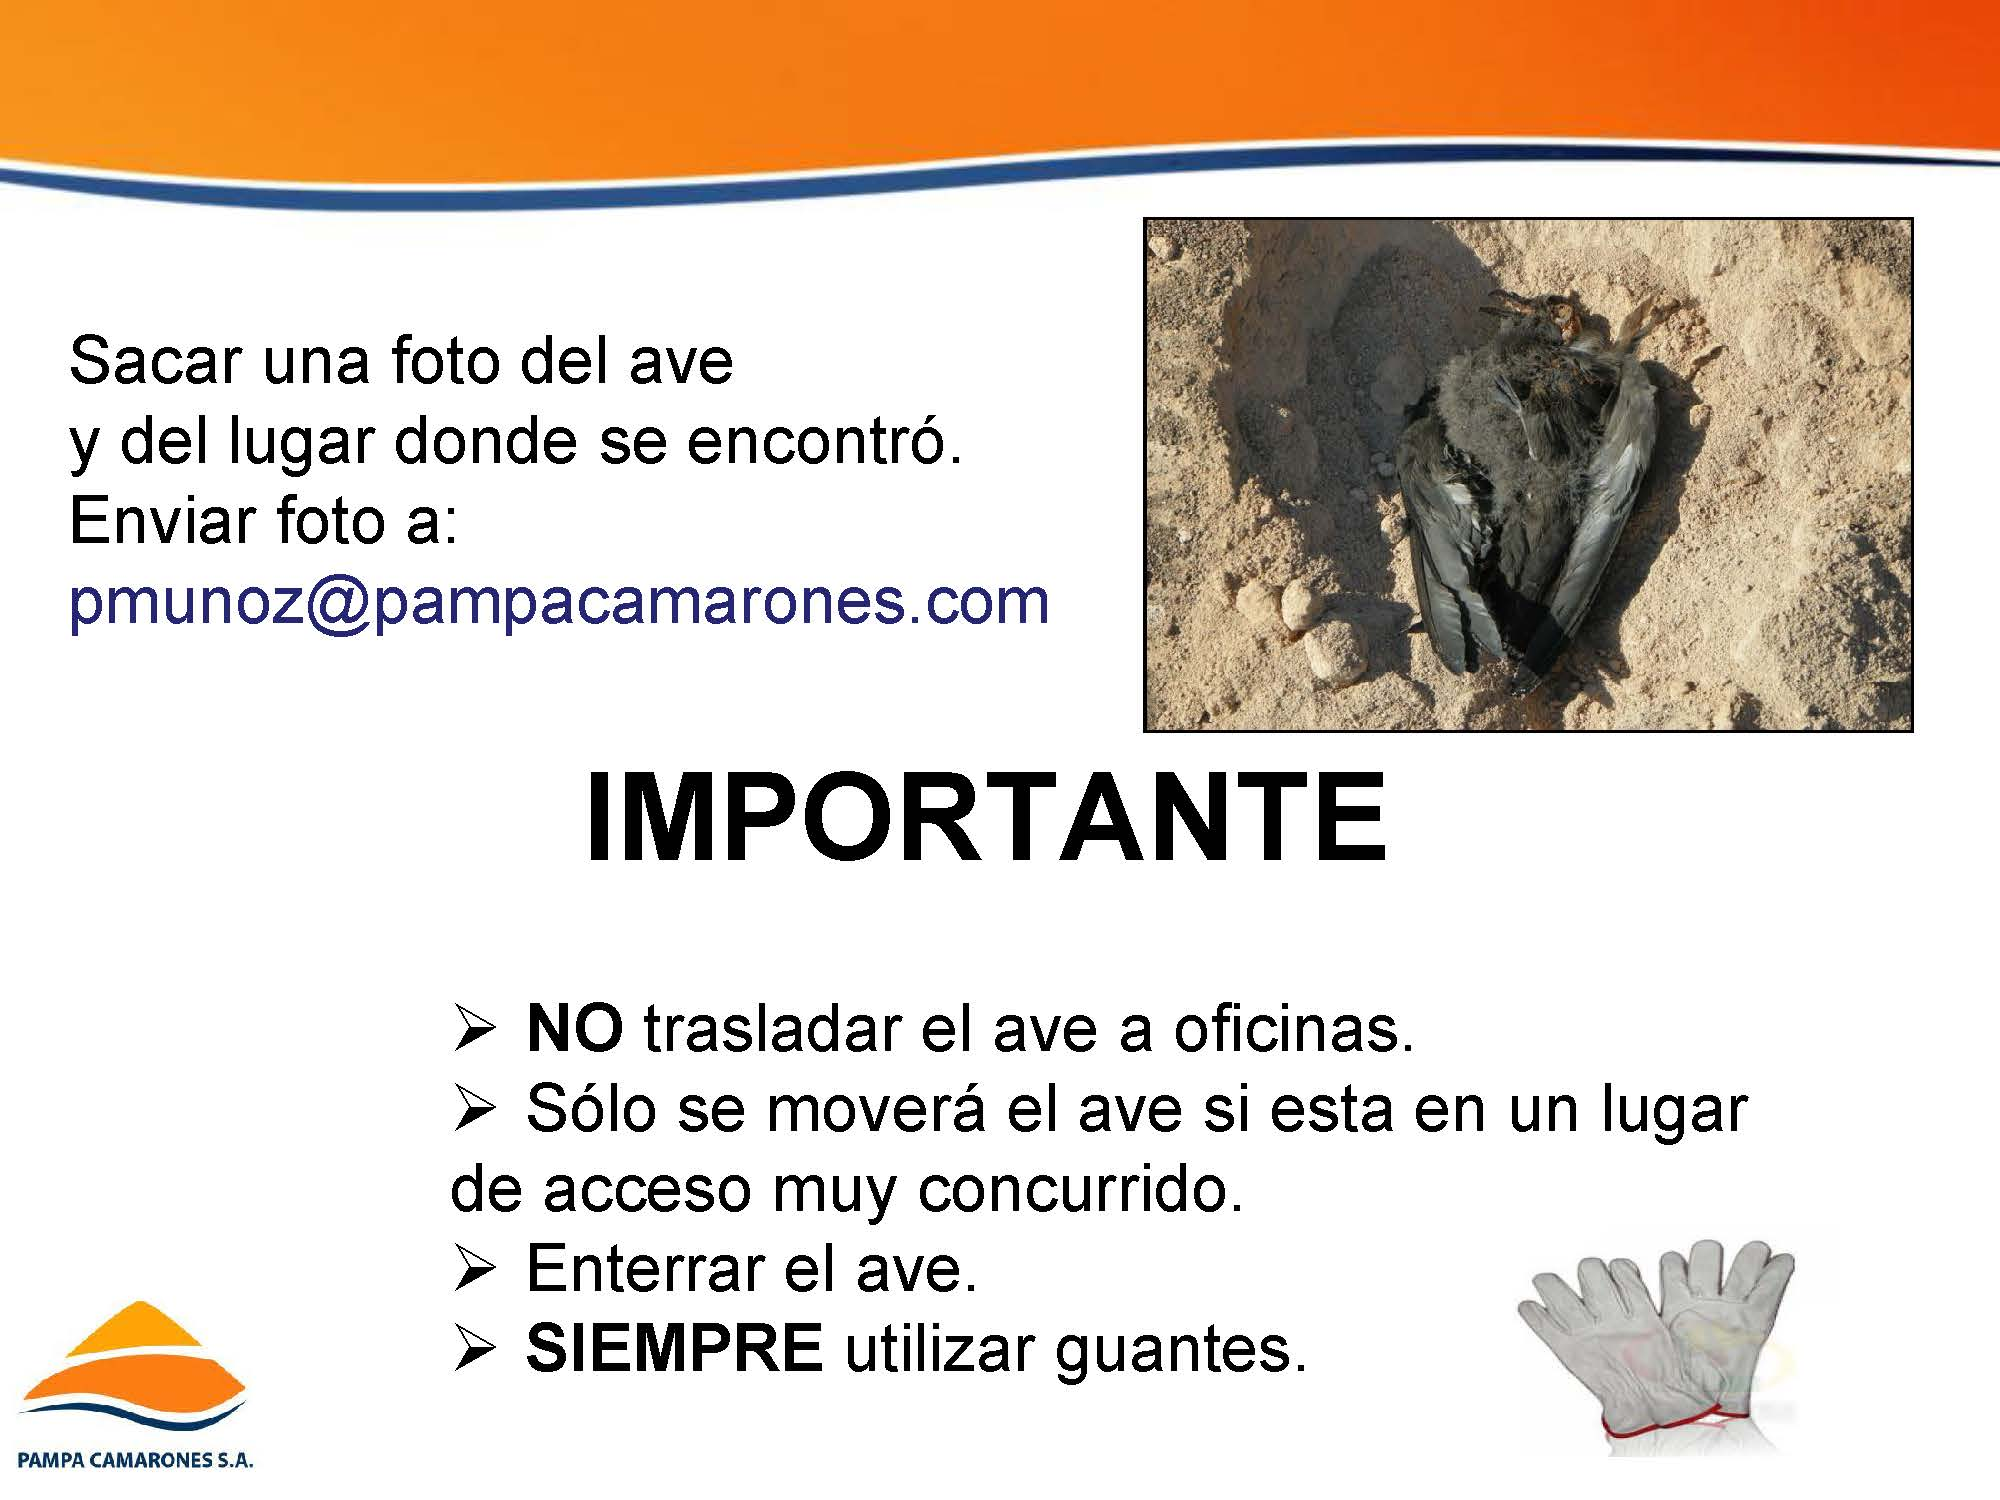 Sacar una foto del ave
y del lugar donde se encontró.
Enviar foto a:
pmunoz@pampacamarones.com
IMPORTANTE
➢ NO trasladar el ave a oficinas.
➢ Sólo se moverá el ave si esta en un lugar
de acceso muy concurrido.
➢ Enterrar el ave.
➢ SIEMPRE utilizar guantes.
PAMPA CAMARONES S.A.